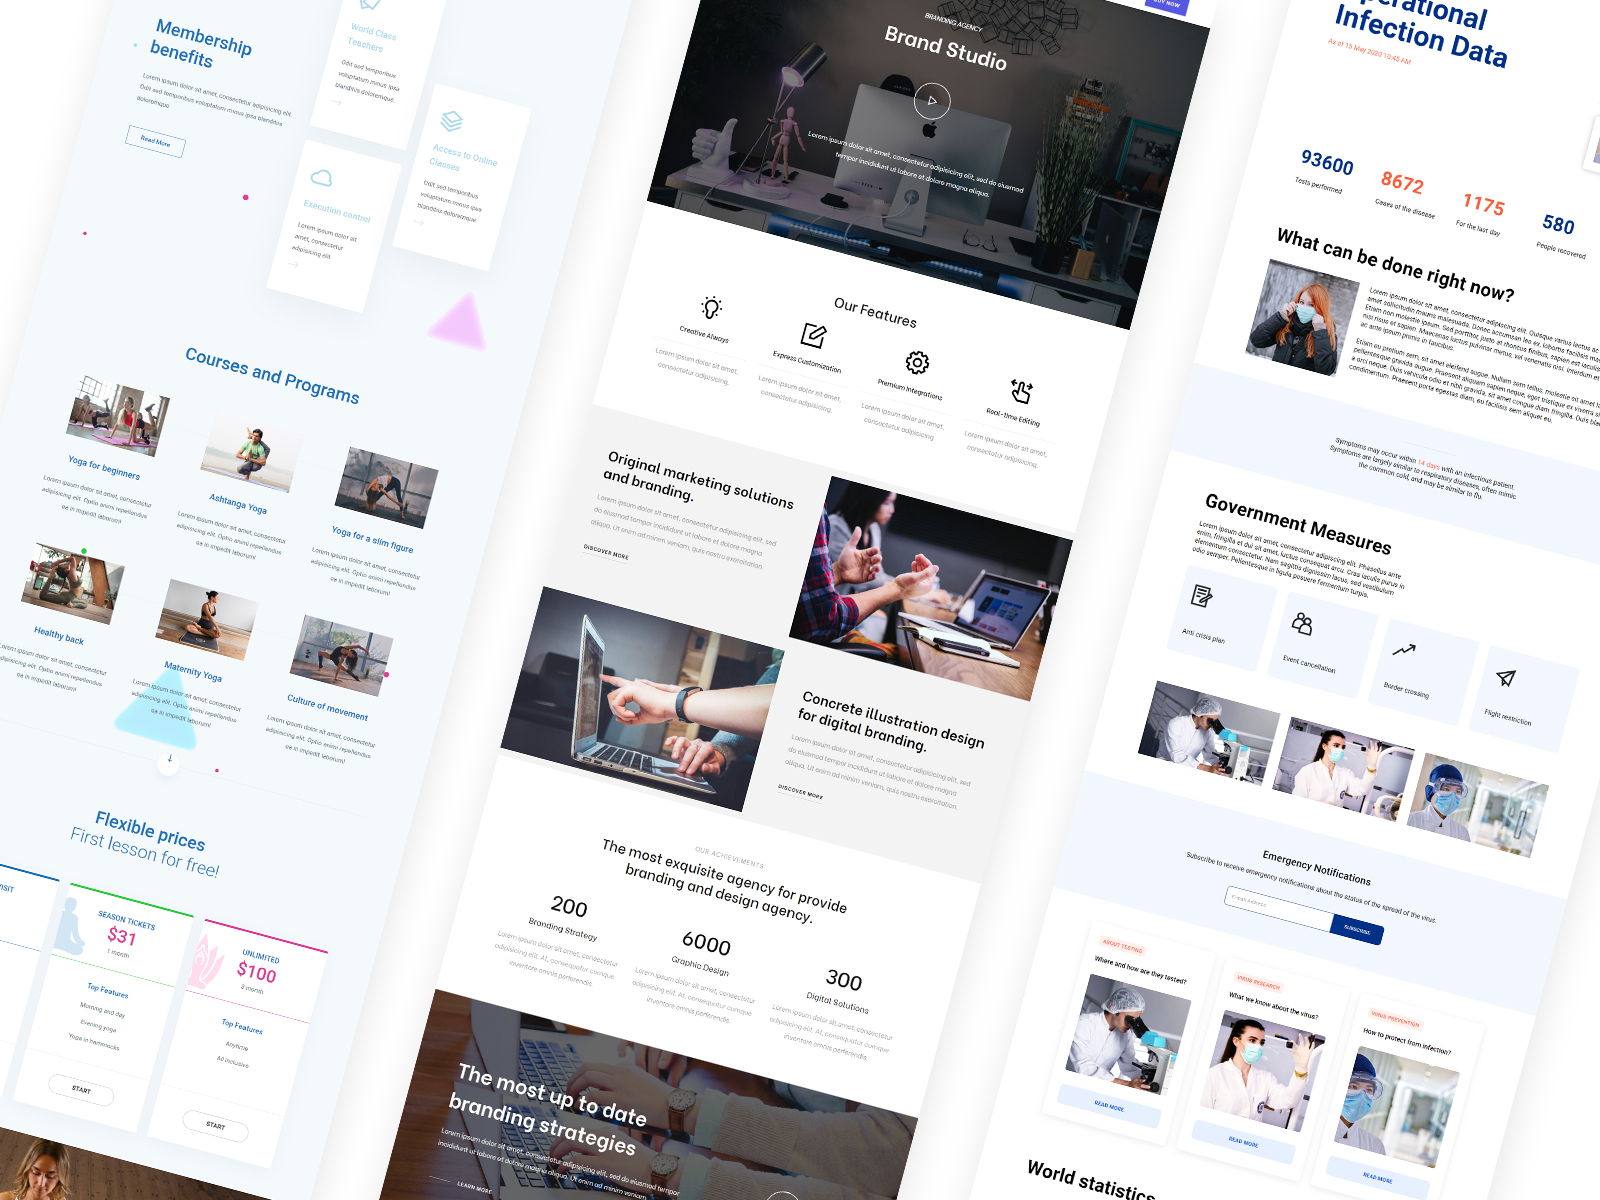 Membership
benefits
Lorem ipsum dolor sit amet, consectetur adipisicing elit.
Odit sed temporibus voluptatum minus ipsa blanditiis
doloremque.
Read More
World Class
Teachers
Odit sed temporibus
voluptatum minus ipsa
blanditiis doloremque.
Access to Online
Classes
Odit sed temporibus
voluptatum minus ipsa
blanditiis doloremque
Execution control
Lorem ipsum dolor sit
amet, consectetur
adipisicing elit
Courses and Programs
Yoga for beginners
Lorem ipsum dolor sit amet, consectetur
adipisicing elit. Optio animi repellendus
ea in impedit laborum!
Ashtanga Yoga
Lorem ipsum dolor sit amet, consectetur
adipisicing elit. Optio animi repellendus
ea in impedit laborum!
Yoga for a slim figure
Lorem ipsum dolor sit amet, consectetur
adipisicing elit. Optio animi repellendus
ea in impedit laborum!
Healthy back
Lorem ipsum dolor sit amet, consectetur
adipisicing elit. Optio animi repellendus
ea in impedit laborum!
Maternity Yoga
Lorem ipsum dolor sit amet, consectetur
adipisicing elit. Optio animi repellendus
ea in impedit laborum!
Culture of movement
Lorem ipsum dolor sit amet, consectetur
adipisicing elit. Optio animi repellendus
ea in impedit laborum!
Flexible prices
First lesson for free!
SEASON TICKETS
$31
1 month
Top Features
Morning and day
Evening yoga
Yoga in hammocks
START
UNLIMITED
$100
3 month
Top Features
Anytime
All inclusive
START
BUY NOW
BRANDING AGENCY
Brand Studio
Lorem ipsum dolor sit amet, consectetur adipisicing elit, sed do eiusmod
tempor incididunt ut labore et dolore magna aliqua.
Our Features
Creative Always
Lorem ipsum dolor sit amet,
consectetur adipisicing.
Express Customization
Lorem ipsum dolor sit amet,
consectetur adipisicing.
Premium Integrations
Lorem ipsum dolor sit amet,
consectetur adipisicing
Real-time Editing
Lorem ipsum dolor sit amet,
consectetur adipisicing.
Original marketing solutions
and branding.
Lorem ipsum dolor sit amet, consectetur adipisicing elit, sed
do eiusmod tempor incididunt ut labore et dolore magna
aliqua. Ut enim ad minim veniam, quis nostru exercitation.
DISCOVER MORE
Concrete illustration design
for digital branding.
Lorem ipsum dolor sit amet, consectetur adipisicing elit, sed
do eiusmod tempor incididunt ut labore et dolore magna
aliqua. Ut enim ad minim veniam, quis nostru exercitation.
DISCOVER MORE
OUR ACHIEVEMENTS
The most exquisite agency for provide
branding and design agency.
200
Branding Strategy
Lorem ipsum dolor sit amet, consectetur
adipisicing elit. At, consequatur cumque
inventore omnis perferendis.
6000
Graphic Design
Lorem ipsum dolor sit amet, consectetur
adipisicing elit. At, consequatur cumque
inventore omnis perferendis.
300
Digital Solutions
Lorem ipsum dolor sit amet, consectetur
adipisicing elit. At, consequatur cumque
inventore omnis perferendis.
The most up to date
branding strategies
Lorem ipsum dolor sit amet, consectetur adipisicing elit, sed do eiusmod tempor
incididunt ut labore et dolore magna aliqua. Ut enim ad minim veniam.
LEARN MORE
Infection Data
As of 15 May 2020 10:45 AM
93600
Tests performed
8672
Cases of the disease
1175
For the last day
580
People recovered
What can be done right now?
Lorem ipsum dolor sit amet, consectetur adipiscing elit. Quisque varius lectus ac
Symptoms may occur within 14 days with an infectious patient.
Symptoms are largely similar to respiratory diseases, often mimic
the common cold, and may be similar to flu.
Government Measures
Lorem ipsum dolor sit amet, consectetur adipiscing elit. Phasellus ante
enim, fringilla et dui sit amet, luctus consequat arcu. Cras iaculis purus in
elementum consectetur. Nam sagittis dignissim lacus, sed vestibulum
odio semper. Pellentesque in ligula posuere fermentum turpis.
Anti crisis plan
Event cancellation
Border crossing
Flight restriction
Emergency Notifications
Subscribe to receive emergency notifications about the status of the spread of the virus.
E-mail Address
SUBSCRIBE
ABOUT TESTING
Where and how are they tested?
READ MORE
VIRUS RESEARCH
What we know about the virus?
READ MORE
VIRUS PREVENTION
How to protect from infection?
READ MORE
World statistics